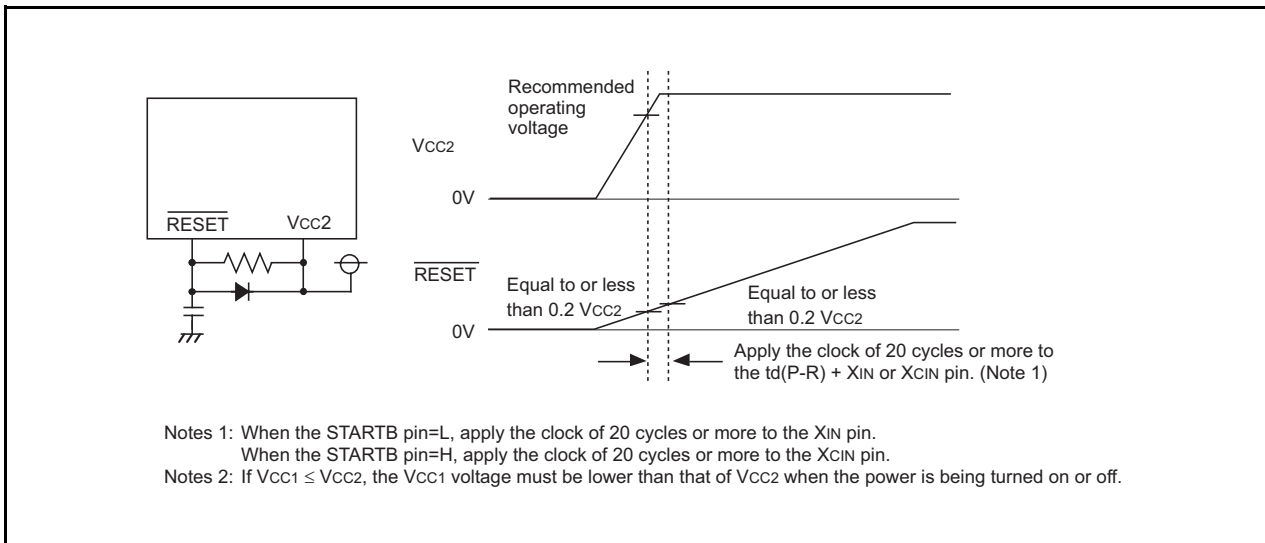 Recommended
operating
voltage
VCC2
0V
RESET VCC2
RESET
Equal to or less
than 0.2 VCC2
Equal to or less
than 0.2 VCC2
0V
Apply the clock of 20 cycles or more to
the td(P-R) + XIN or XCIN pin. (Note 1)
Notes 1: When the STARTB pin=L, apply the clock of 20 cycles or more to the XIN pin.
When the STARTB pin=H, apply the clock of 20 cycles or more to the XCIN pin.
Notes 2: If VCC1 ≤ VCC2, the VCC1 voltage must be lower than that of VCC2 when the power is being turned on or off.